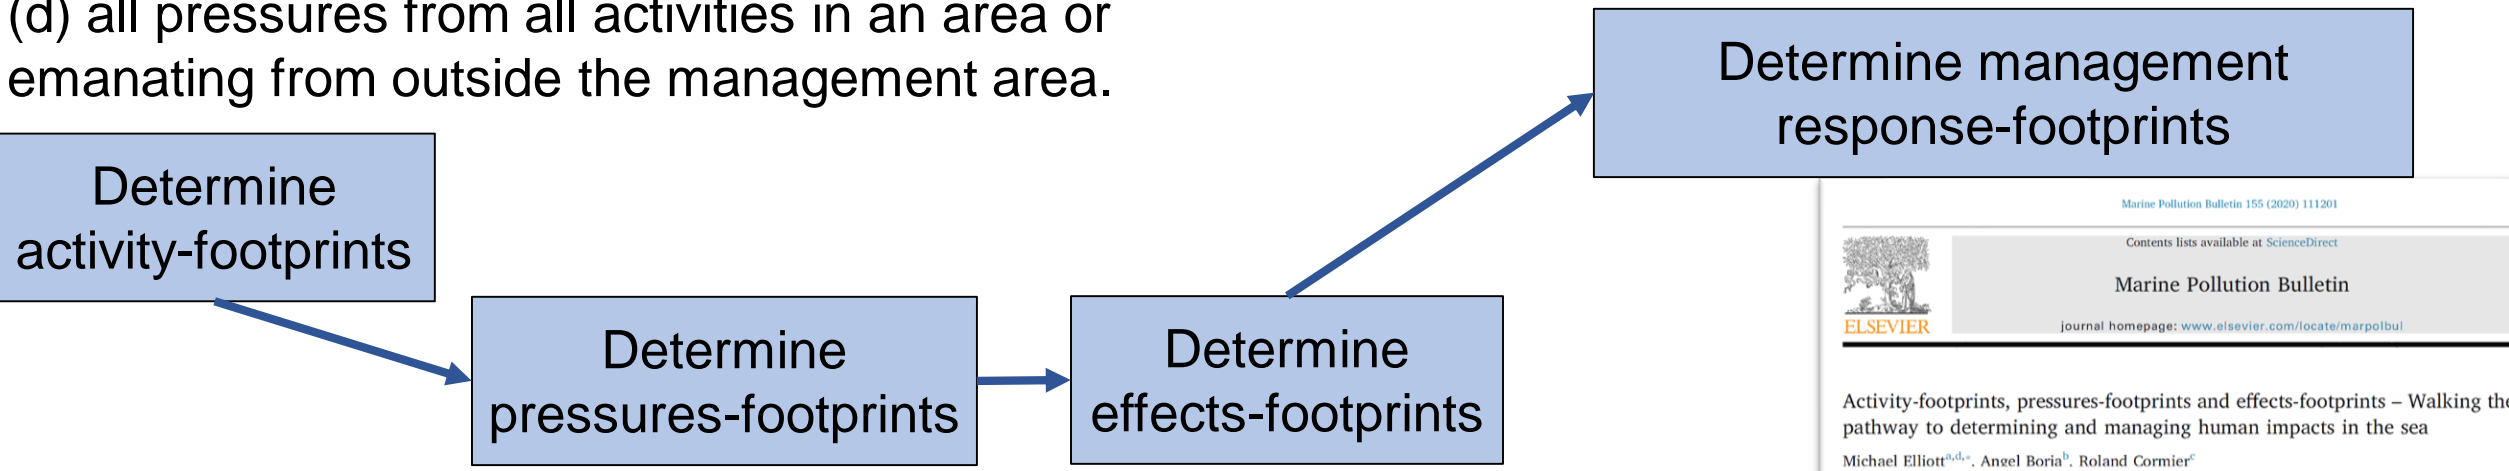 (d) all pressures from all activities in an area or
emanating from outside the management area.
Determine management
response-footprints
Determine
activity-footprints
Determine
pressures-footprints
Determine
effects-footprints
Marine Pollution Bulletin 155 (2020) 111201
Contents lists available at ScienceDirect
Marine Pollution Bulletin
ELSEVIER
journal homepage: www.elsevier.com/locate/marpolbul
Activity-footprints, pressures-footprints and effects-footprints – Walking the
pathway to determining and managing human impacts in the sea
Michael Elliott a,d,*, Angel Borja b, Roland Cormier c